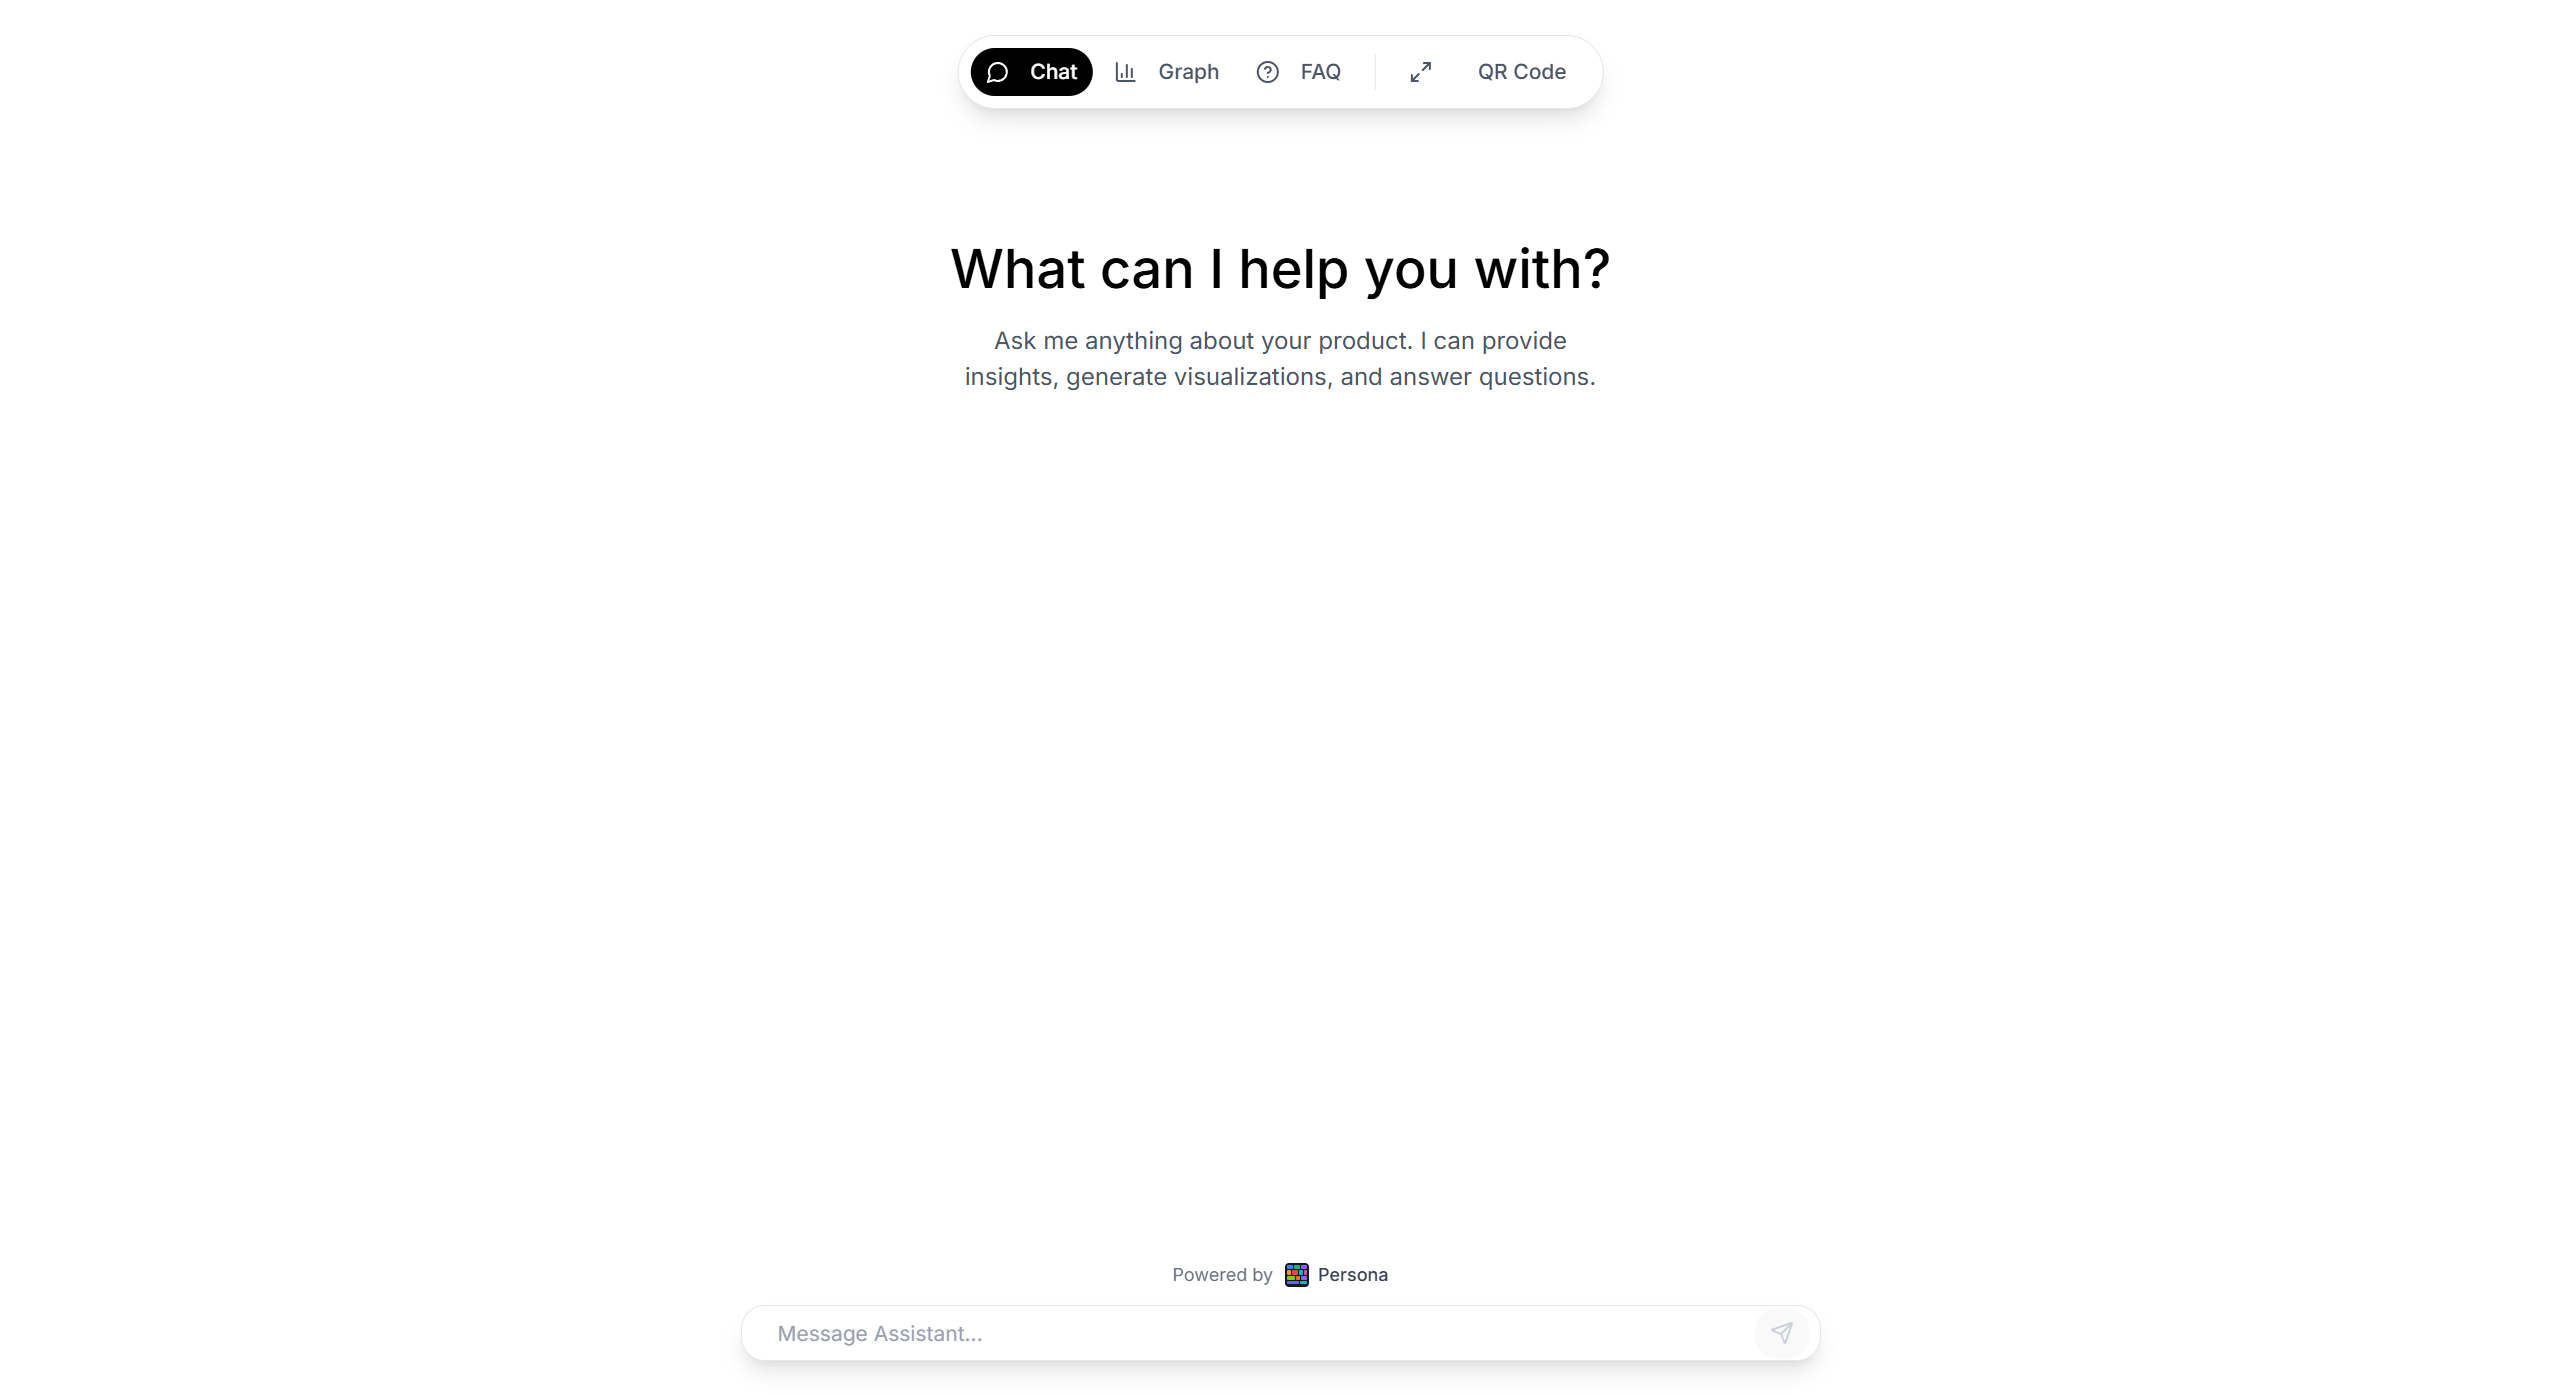 Chat Graph FAQ QR Code
What can I help you with?
Ask me anything about your product. I can provide
insights, generate visualizations, and answer questions.
Powered by Persona
Message Assistant...